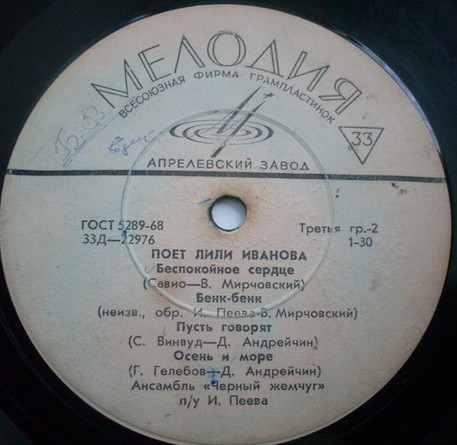 МЕЛОДИЯ
ВСЕСОЮЗНАЯ ФИРМА ГРАМПЛАСТИНОК
33
АПРЕЛЕВСКИЙ ЗАВОД
ГОСТ 5289-68
Третья гр.-2
33Д—22976
1-30
ПОЕТ ЛИЛИ ИВАНОВА
Беспокойное сердце
(Савио—В. Мирчовский)
Бенк-бенк
(неизв., обр. И. Пеева-В. Мирчовский)
Пусть говорят
(С. Винвуд—Д. Андрейчин)
Осень и море
(Г. Гелебов—Д. Андрейчин)
Ансамбль «Черный жемчуг"
п/у И. Пеева